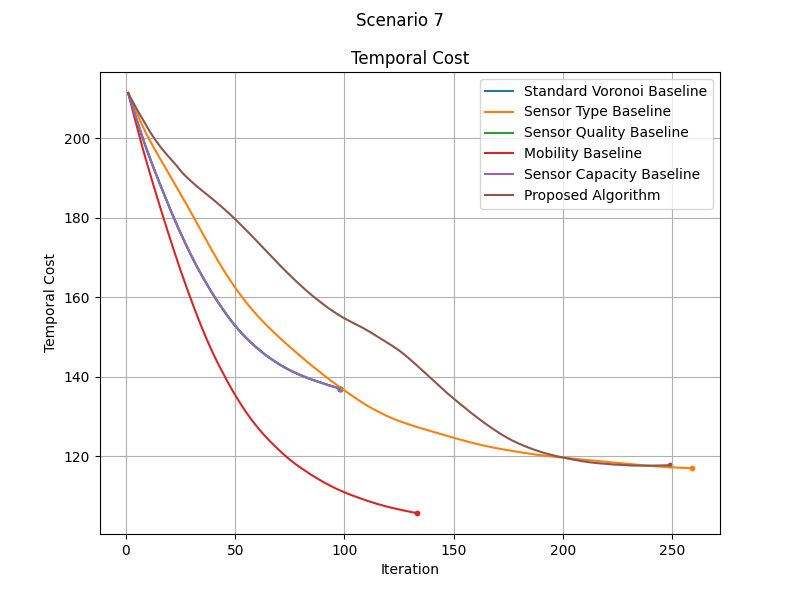 Scenario 7
Temporal Cost
Standard Voronoi Baseline
Sensor Type Baseline
Sensor Quality Baseline
Mobility Baseline
Sensor Capacity Baseline
Proposed Algorithm
Temporal Cost
200
180
160
140
120
0 50 100 150 200 250
Iteration